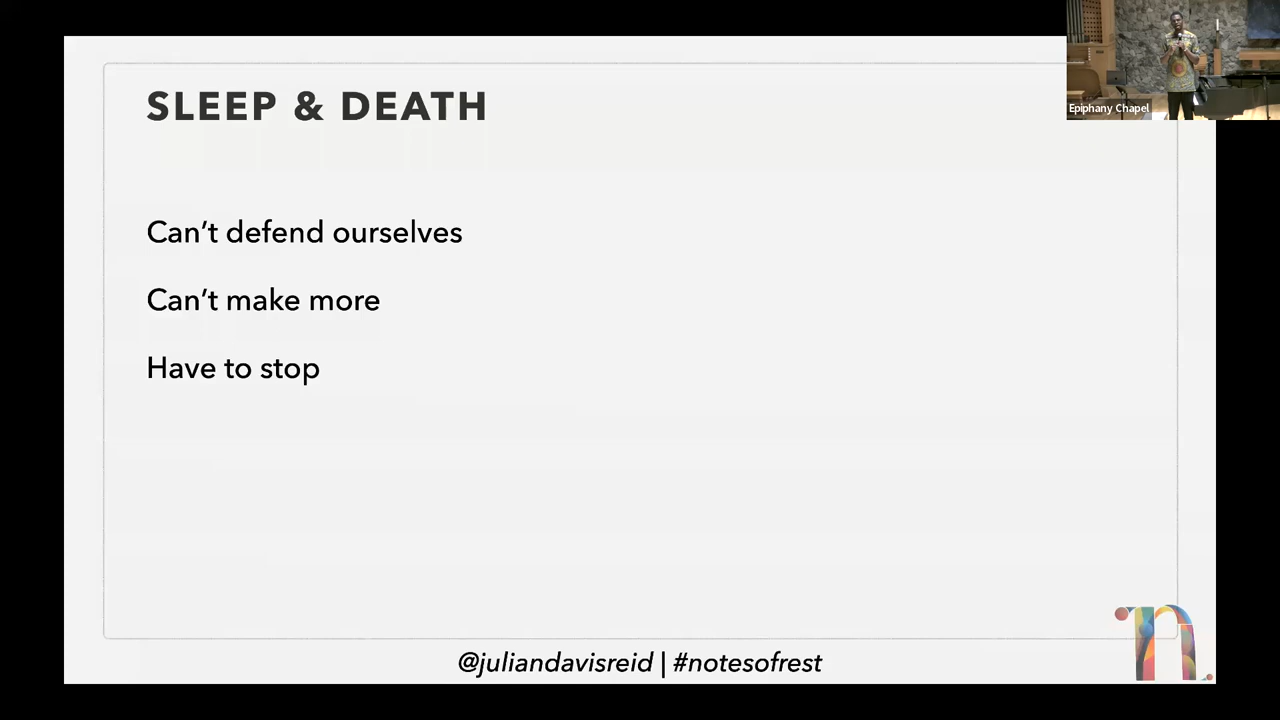 Epiphany Chapel
SLEEP & DEATH
Can’t defend ourselves
Can’t make more
Have to stop
@juliandavisreid | #notesofrest
n.